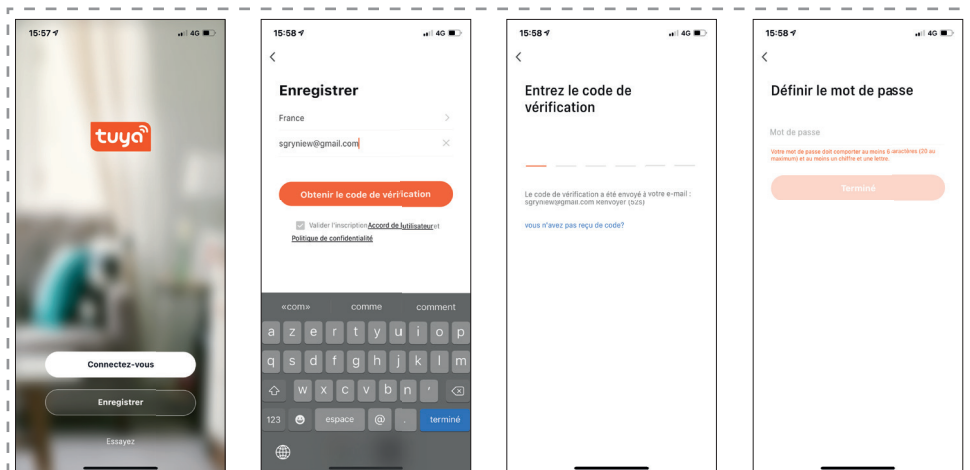 15:57
4G
tuya
Connectez-vous
Enregistrer
Essayez
15:58
4G
Enregistrer
France
sgryniew@gmail.com
Obtenir le code de vérification
Valider l'inscription Accord de lutilisateur et
Politique de confidentialité
«com» comme comment
a z e r t y u i o p
q s d f g h j k l m
w x c v b n '
123 espace @ . terminé
15:58
4G
Entrez le code de
vérification
Le code de vérification a été envoyé à votre e-mail :
sgryniew@gmail.com Renvoyer (52s)
vous n'avez pas reçu de code?
15:58
4G
Définir le mot de passe
Mot de passe
Votre mot de passe doit comporter au moins 6-aractères (20 au
maximum) et au moins un chiffre et une lettre.
Terminé